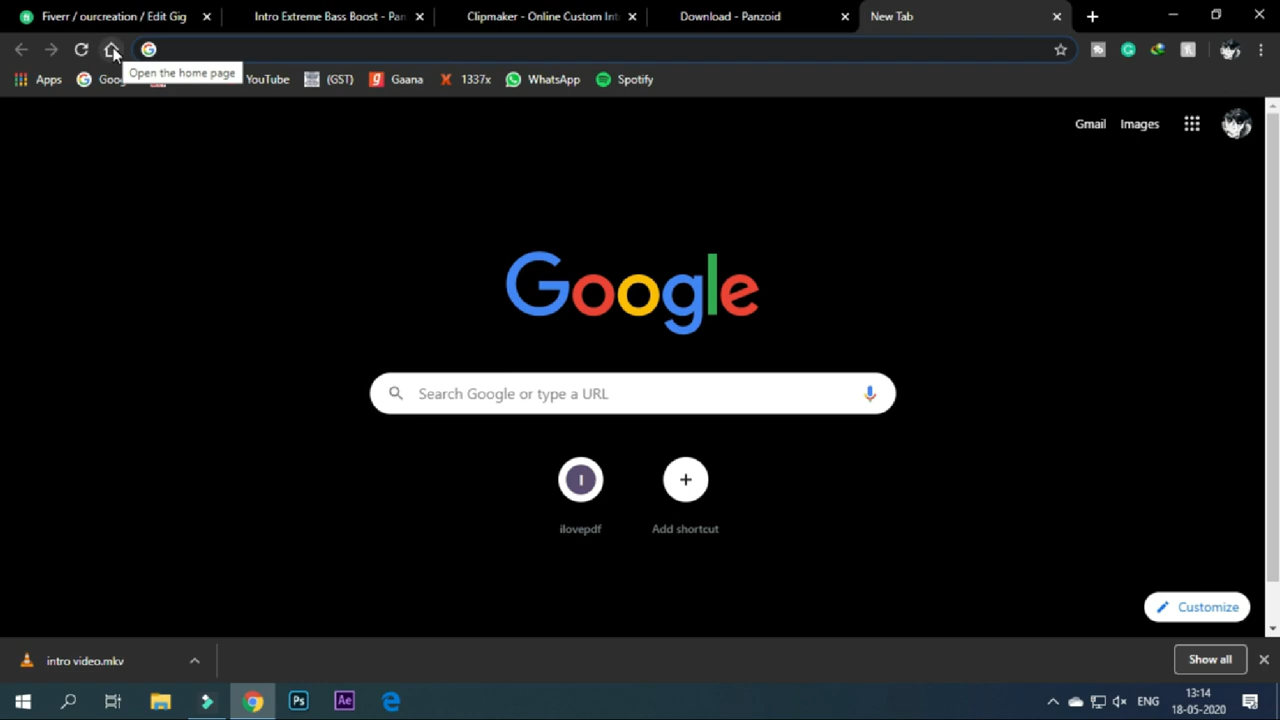 Fiverr / ourcreation / Edit Gig
Intro Extreme Bass Boost - Pan
Clipmaker - Online Custom Int
Download - Panzoid
New Tab
Open the home page
Apps
YouTube
(GST)
Gaana
1337x
WhatsApp
Spotify
Gmail
Images
Google
Search Google or type a URL
I
ilovepdf
Add shortcut
Customize
intro video.mkv
Show all
Ps
Ae
ENG
13:14
18-05-2020